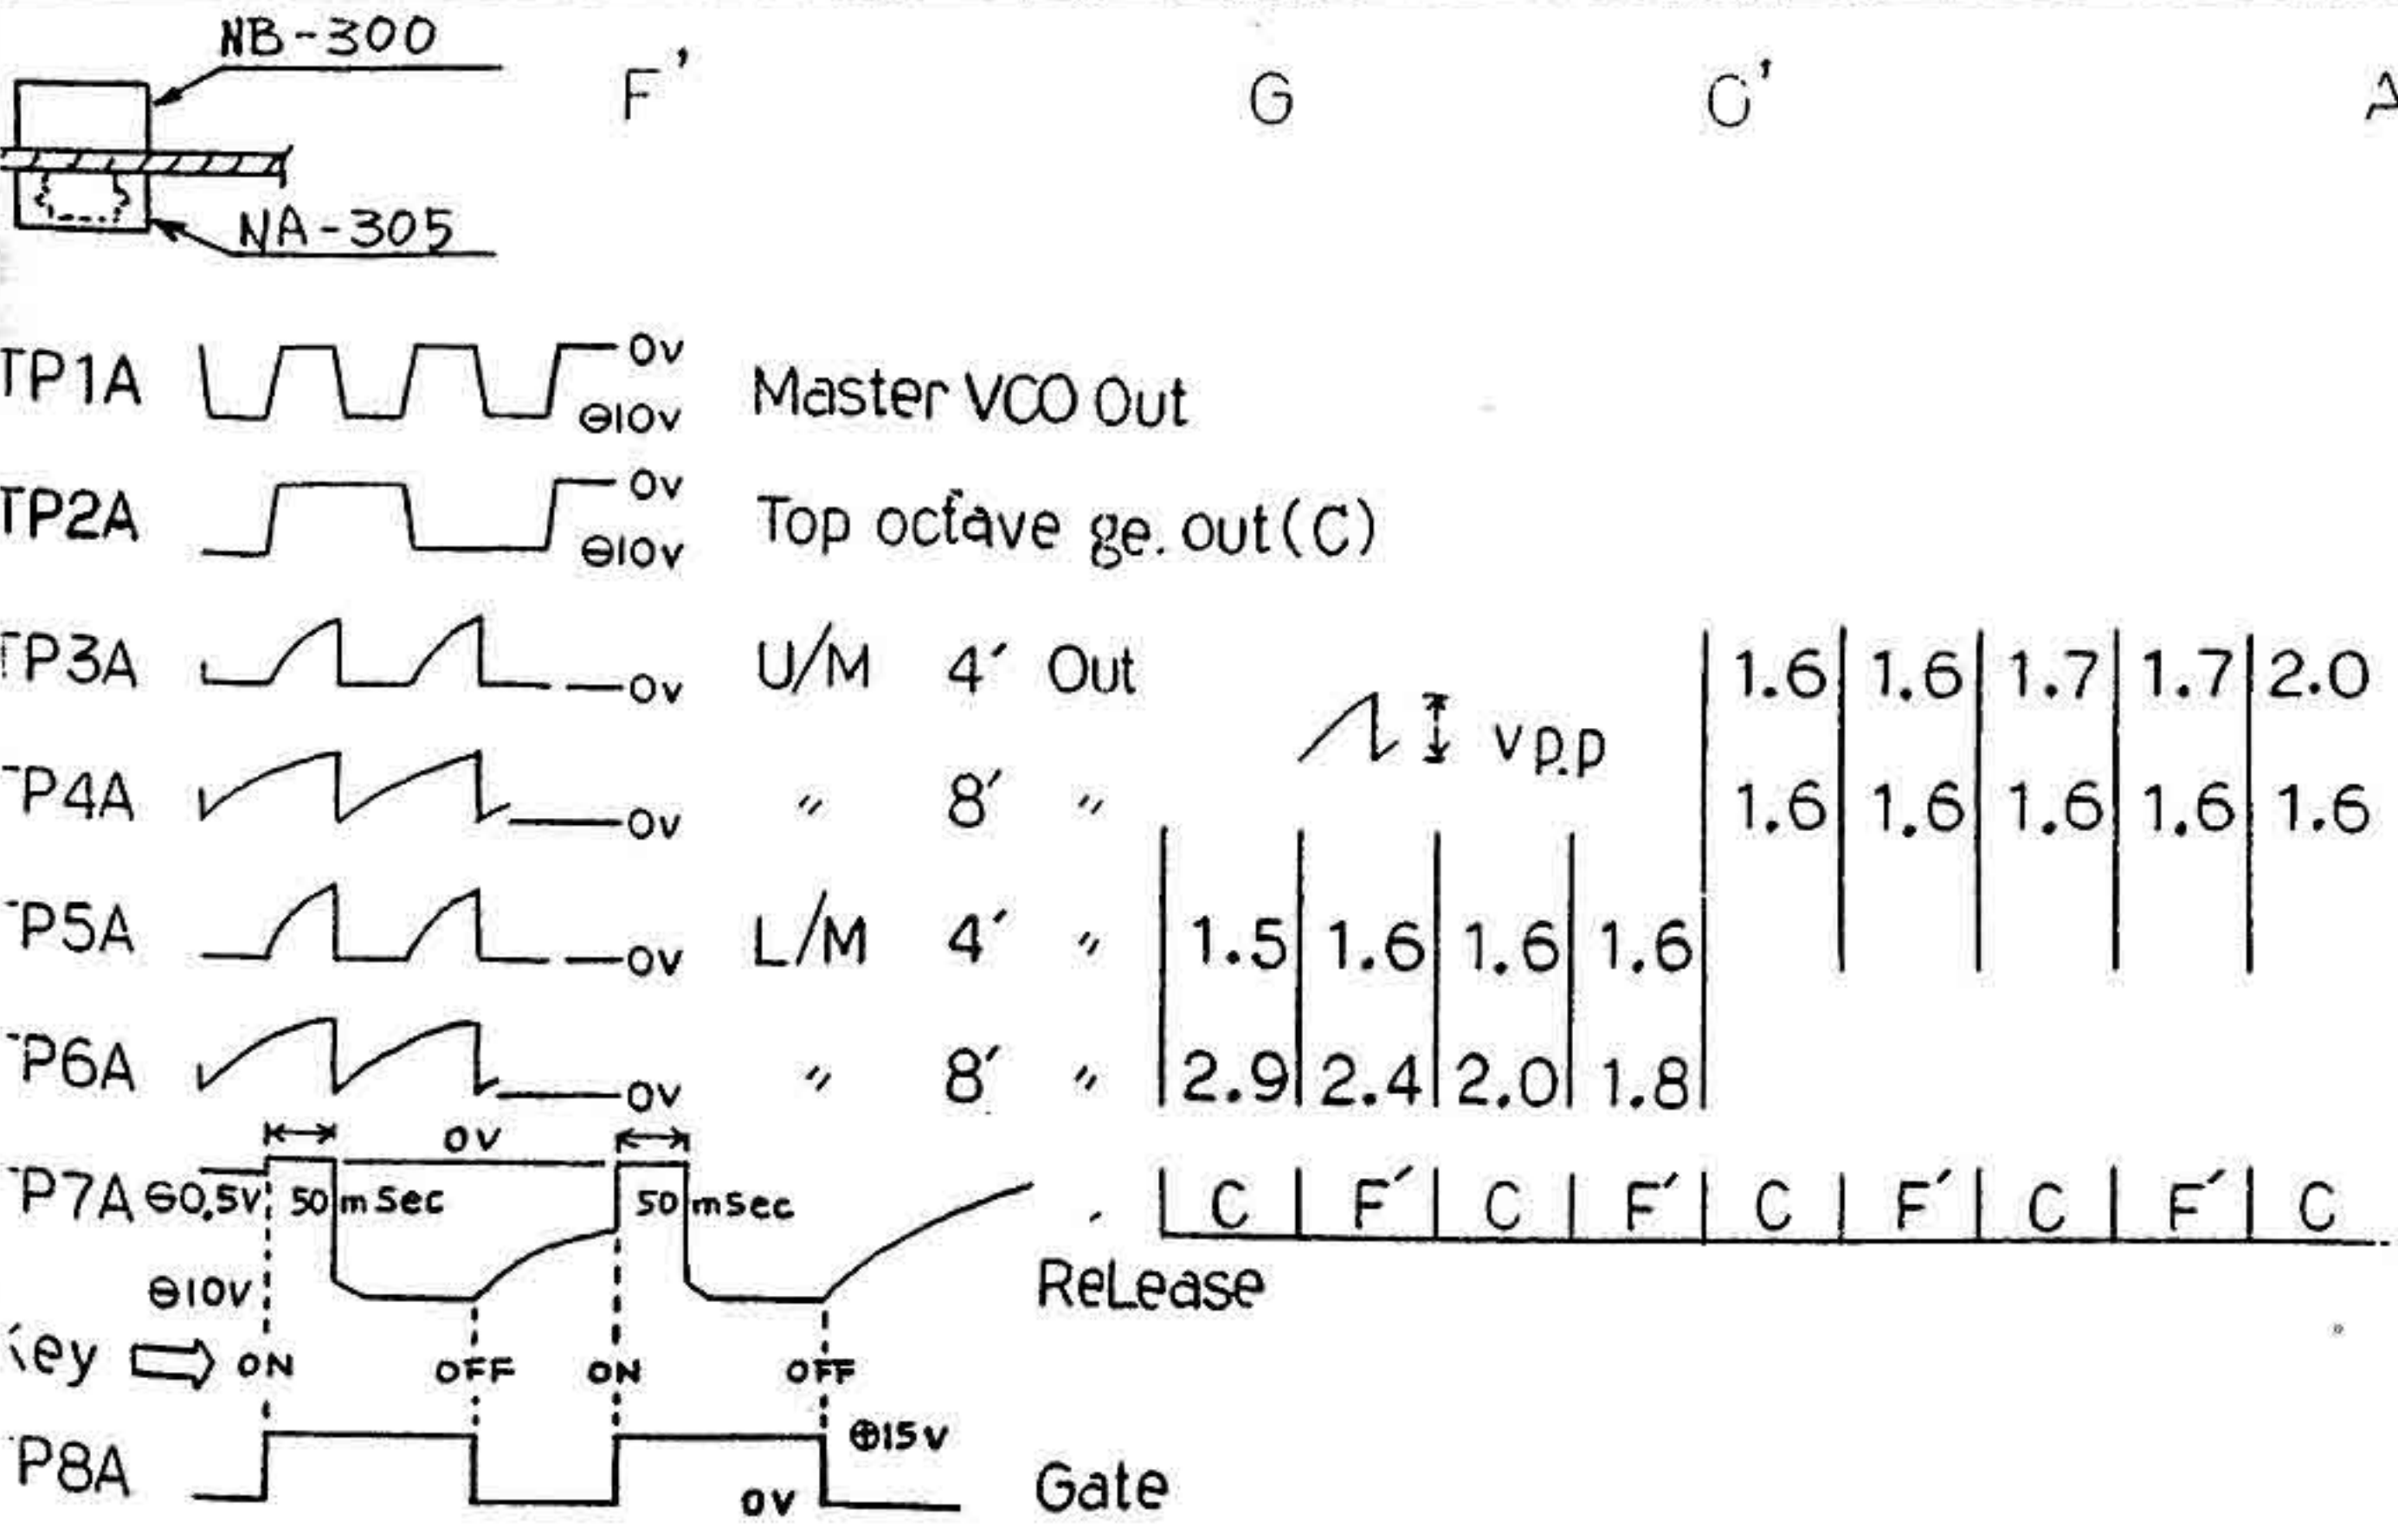 NB-300
F' G C' A
NA-305
TP1A 0v ⊖10v Master VCO Out
TP2A 0v ⊖10v Top octave ge. out(C)
TP3A 0v U/M 4' Out 1.6 1.6 1.7 1.7 2.0
vp.p
TP4A 0v 〃 8' 〃 1.6 1.6 1.6 1.6 1.6
TP5A 0v L/M 4' 〃 1.5 1.6 1.6 1.6
TP6A 0v 〃 8' 〃 2.9 2.4 2.0 1.8
0V
TP7A ⊖0.5V 50 mSec 50 mSec C F' C F' C F' C F' C
⊖10V ReLease
Key ON OFF ON OFF
⊕15V
TP8A 0V Gate